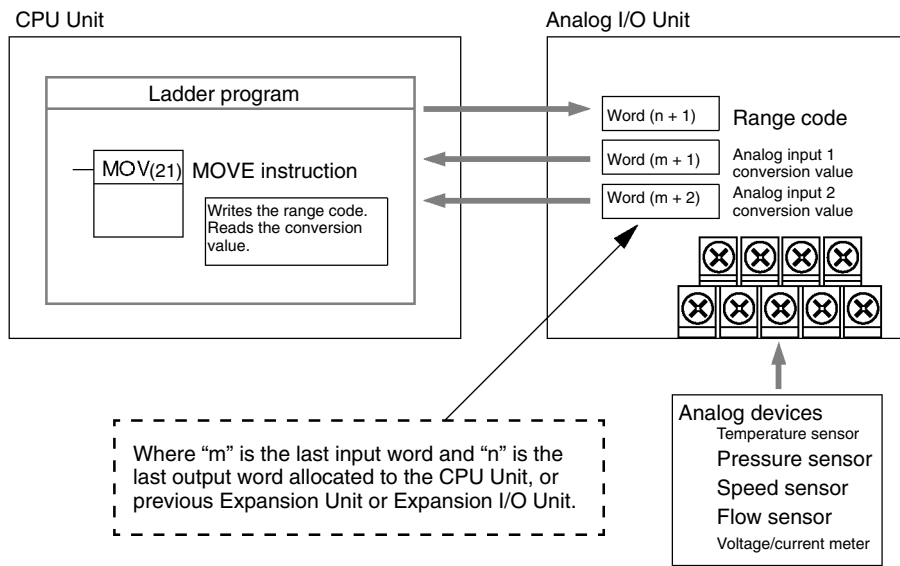 CPU Unit
Analog I/O Unit
Ladder program
MOV(21)
MOVE instruction
Writes the range code.
Reads the conversion
value.
Word (n + 1)
Range code
Word (m + 1)
Analog input 1
conversion value
Word (m + 2)
Analog input 2
conversion value
Where “m” is the last input word and “n” is the
last output word allocated to the CPU Unit, or
previous Expansion Unit or Expansion I/O Unit.
Analog devices
Temperature sensor
Pressure sensor
Speed sensor
Flow sensor
Voltage/current meter